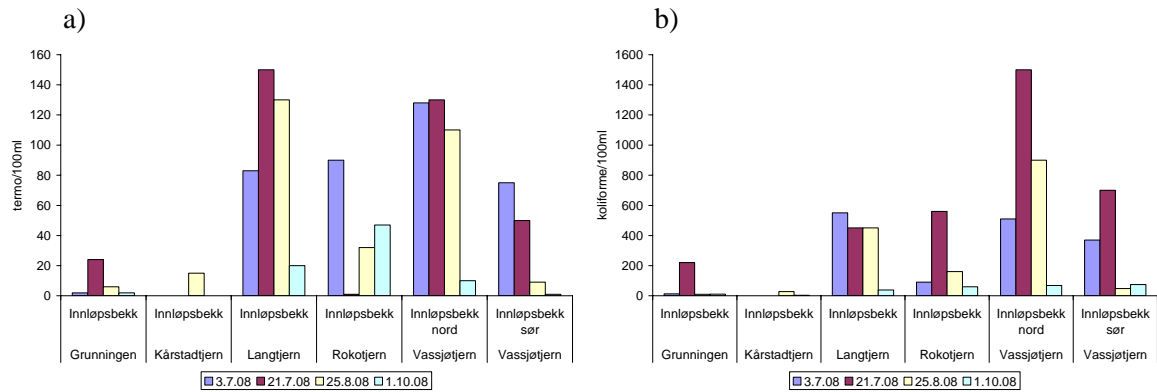 a)
160
140
120
100
80
60
40
20
0
termo/100ml
Innløpsbekk Innløpsbekk Innløpsbekk Innløpsbekk Innløpsbekk Innløpsbekk
nord sør
Grunningen Kårstadtjern Langtjern Rokotjern Vassjøtjern Vassjøtjern
3.7.08 21.7.08 25.8.08 1.10.08
b)
1600
1400
1200
1000
800
600
400
200
0
koliforme/100ml
Innløpsbekk Innløpsbekk Innløpsbekk Innløpsbekk Innløpsbekk Innløpsbekk
nord sør
Grunningen Kårstadtjern Langtjern Rokotjern Vassjøtjern Vassjøtjern
3.7.08 21.7.08 25.8.08 1.10.08